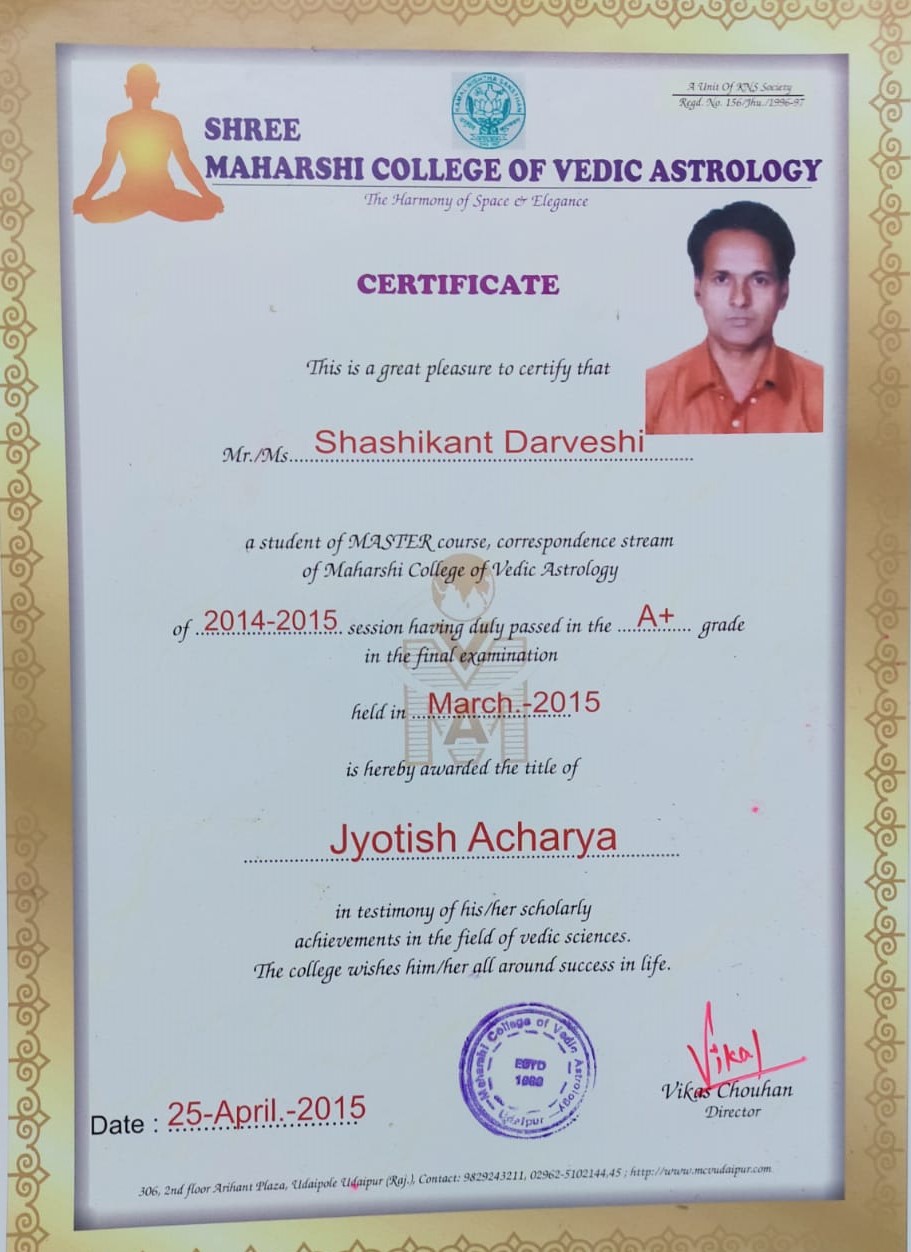 A Unit Of KNS Society
Regd. No. 156/Jhu./1996-97
SHREE
MAHARSHI COLLEGE OF VEDIC ASTROLOGY
The Harmony of Space & Elegance
CERTIFICATE
This is a great pleasure to certify that
Mr./Ms. Shashikant Darveshi
a student of MASTER course, correspondence stream
of Maharshi College of Vedic Astrology
of 2014-2015 session having duly passed in the A+ grade
in the final examination
held in March.-2015
is hereby awarded the title of
Jyotish Acharya
in testimony of his/her scholarly
achievements in the field of vedic sciences.
The college wishes him/her all around success in life.
Maharshi College of Vedic Astrology
ESTD
Udaipur
Vikas Chouhan
Director
Date : 25-April.-2015
306, 2nd floor Arihant Plaza, Udaipole Udaipur (Raj.), Contact: 9829243211, 02962-5102144,45 ; http://www.mcvudaipur.com